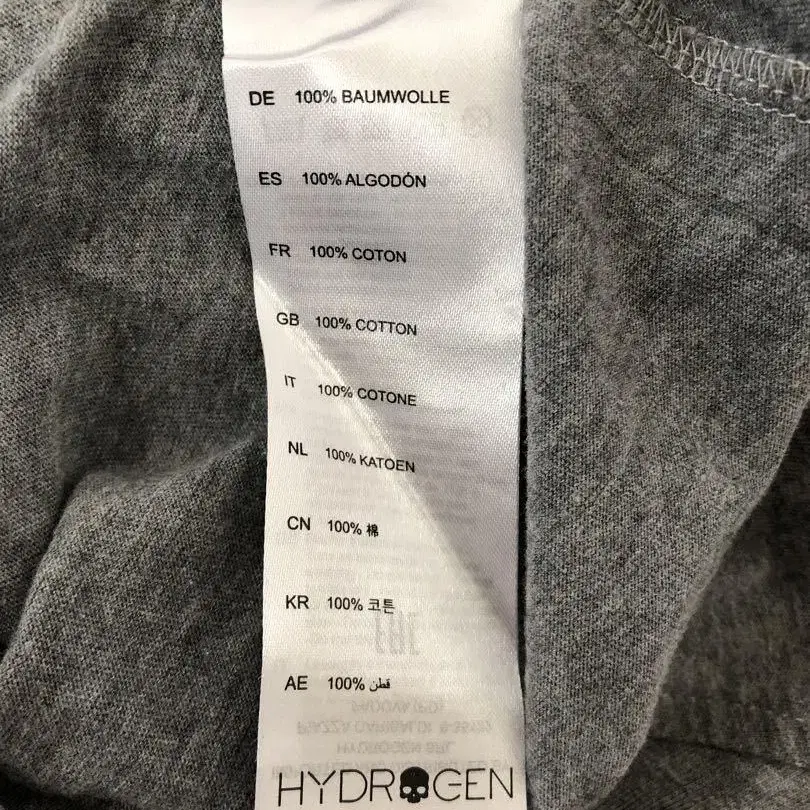 DE 100% BAUMWOLLE
ES 100% ALGODÓN
FR 100% COTON
GB 100% COTTON
IT 100% COTONE
NL 100% KATOEN
CN 100% 棉
KR 100% 코튼
AE 100% قطن
HYDROGEN